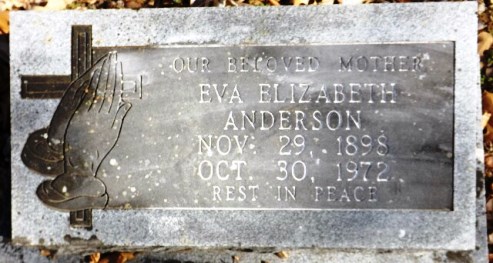 OUR BELOVED MOTHER
EVA ELIZABETH
ANDERSON
NOV. 29, 1898
OCT. 30, 1972
REST IN PEACE